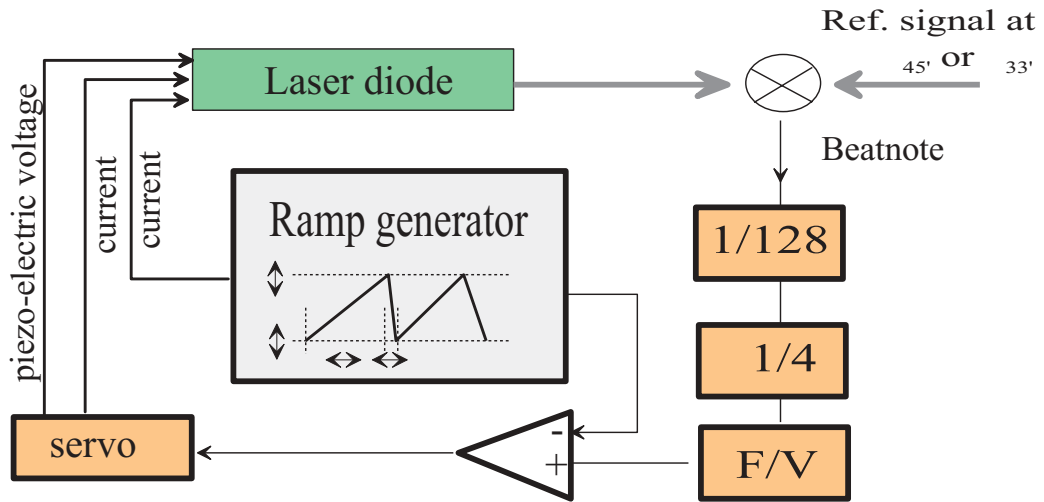 Ref. signal at
45' or 33'
Laser diode
Beatnote
piezo-electric voltage
current
current
Ramp generator
1/128
1/4
F/V
servo
-
+